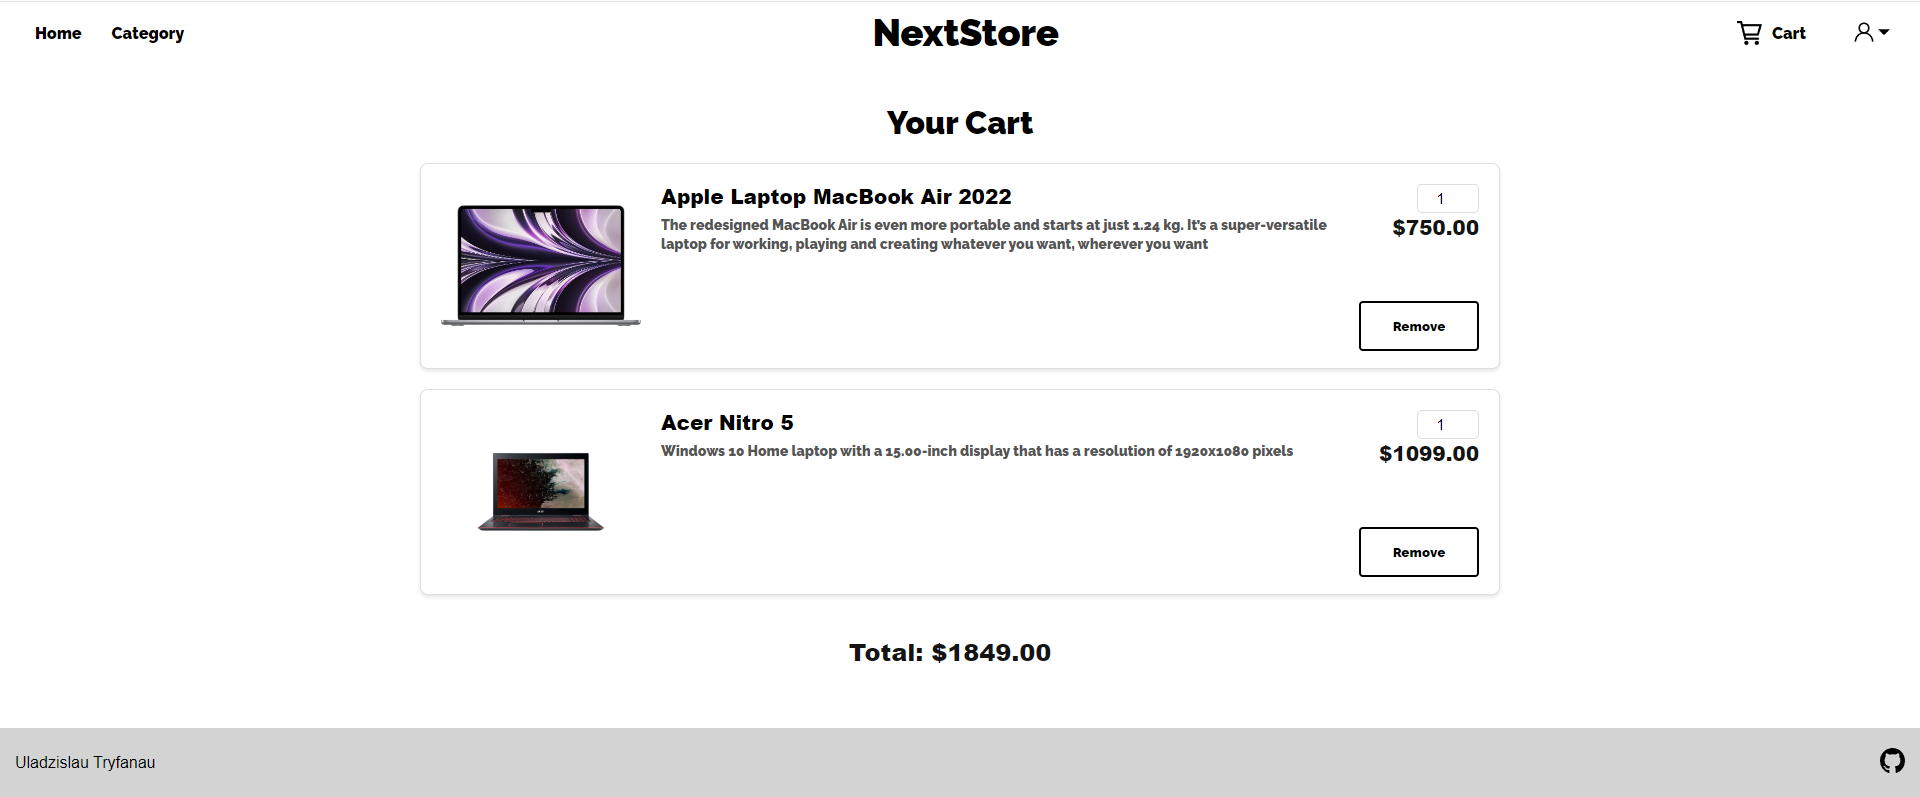 Home Category NextStore Cart
Your Cart
Apple Laptop MacBook Air 2022
1
The redesigned MacBook Air is even more portable and starts at just 1.24 kg. It's a super-versatile
laptop for working, playing and creating whatever you want, wherever you want
$750.00
Remove
Acer Nitro 5
1
Windows 10 Home laptop with a 15.00-inch display that has a resolution of 1920x1080 pixels
$1099.00
Remove
Total: $1849.00
Uladzislau Tryfanau